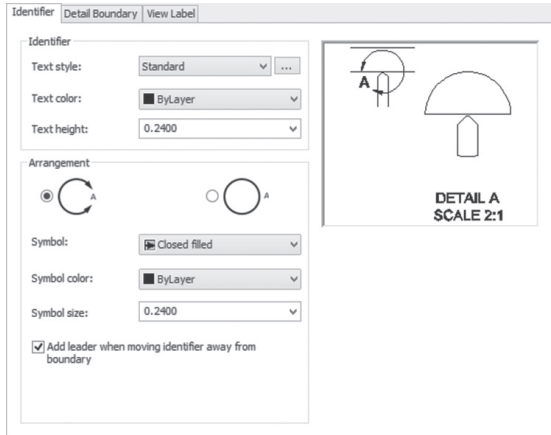 Identifier Detail Boundary View Label
Identifier
Text style: Standard ...
Text color: ByLayer
Text height: 0.2400
Arrangement
A A
Symbol: Closed filled
Symbol color: ByLayer
Symbol size: 0.2400
Add leader when moving identifier away from
boundary
A
DETAIL A
SCALE 2:1